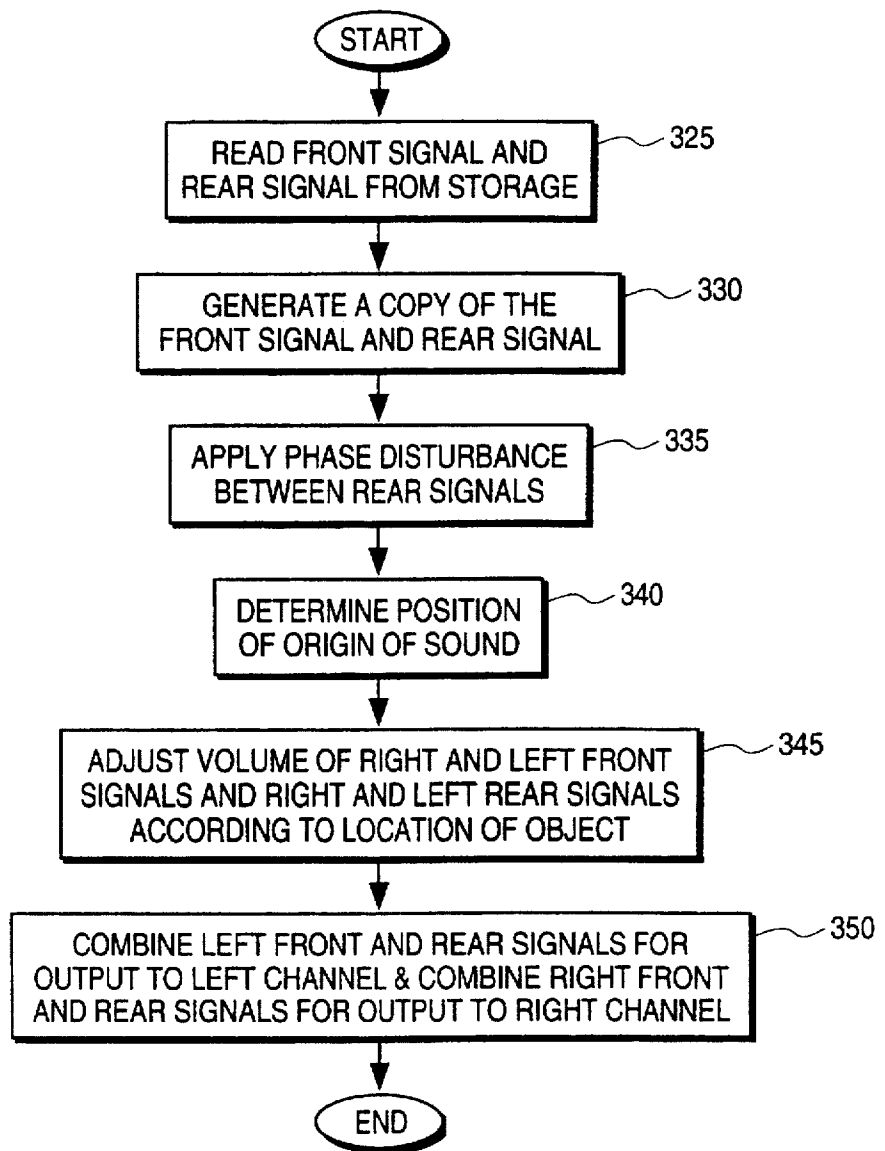 START
READ FRONT SIGNAL AND
REAR SIGNAL FROM STORAGE
325
GENERATE A COPY OF THE
FRONT SIGNAL AND REAR SIGNAL
330
APPLY PHASE DISTURBANCE
BETWEEN REAR SIGNALS
335
DETERMINE POSITION
OF ORIGIN OF SOUND
340
ADJUST VOLUME OF RIGHT AND LEFT FRONT
SIGNALS AND RIGHT AND LEFT REAR SIGNALS
ACCORDING TO LOCATION OF OBJECT
345
COMBINE LEFT FRONT AND REAR SIGNALS FOR
OUTPUT TO LEFT CHANNEL & COMBINE RIGHT FRONT
AND REAR SIGNALS FOR OUTPUT TO RIGHT CHANNEL
350
END